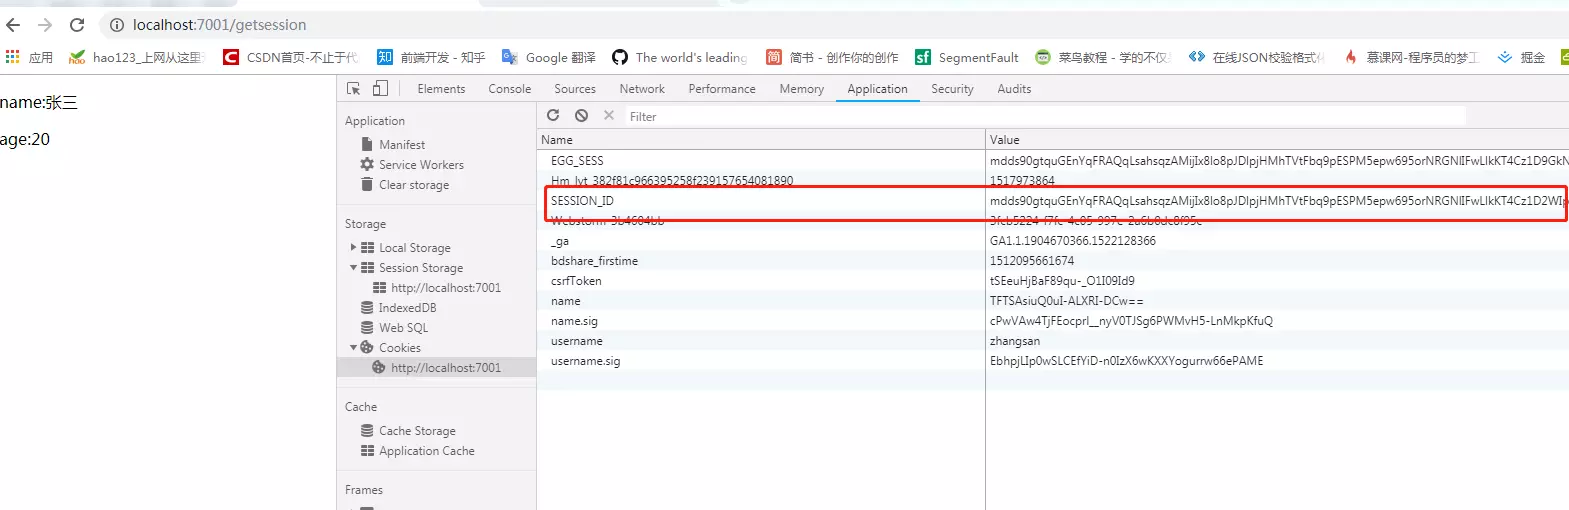 localhost:7001/getsession
应用 hao123_上网从这里 CSDN首页-不止于代 前端开发 - 知乎 Google 翻译 The world's leading 简书 - 创作你的创作 SegmentFault 菜鸟教程 - 学的不仅 在线JSON校验格式化 慕课网-程序员的梦工 掘金
name:张三
age:20
Elements Console Sources Network Performance Memory Application Security Audits
Application
Manifest
Service Workers
Clear storage
Storage
Local Storage
Session Storage
http://localhost:7001
IndexedDB
Web SQL
Cookies
http://localhost:7001
Cache
Cache Storage
Application Cache
Frames
Filter
Name Value
EGG_SESS mdds90gtquGEnYqFRAQqLsahsqzAMijIx8lo8pJDlpjHMhTVtFbq9pESPM5epw695orNRGNlIFwLlkKT4Cz1D9GkN
Hm_lvt_382f81c966395258f239157654081890 1517973864
SESSION_ID mdds90gtquGEnYqFRAQqLsahsqzAMijIx8lo8pJDlpjHMhTVtFbq9pESPM5epw695orNRGNlIFwLlkKT4Cz1D2WIp
Webstorm-3b4604bb 3fcb5224-f7fc-4c05-997c-2a6b0dc8f95c
_ga GA1.1.1904670366.1522128366
bdshare_firstime 1512095661674
csrfToken tSEeuHjBaF89qu-_O1I09Id9
name TFTSAsiuQ0uI-ALXRI-DCw==
name.sig cPwVAw4TjFEocprl__nyV0TJSg6PWMvH5-LnMkpKfuQ
username zhangsan
username.sig EbhpjLIp0wSLCEfYiD-n0IzX6wKXXYogurrw66ePAME